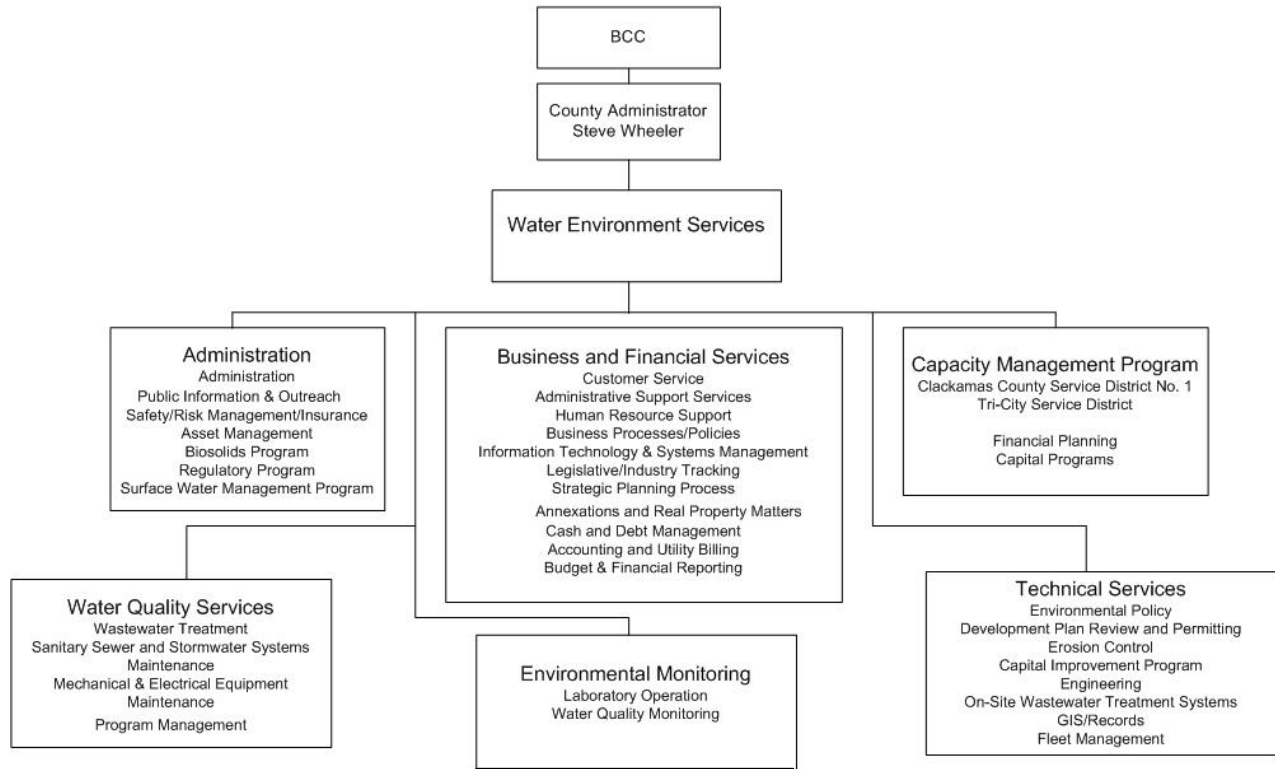 BCC
County Administrator
Steve Wheeler
Water Environment Services
Administration
Administration
Public Information & Outreach
Safety/Risk Management/Insurance
Asset Management
Biosolids Program
Regulatory Program
Surface Water Management Program
Business and Financial Services
Customer Service
Administrative Support Services
Human Resource Support
Business Processes/Policies
Information Technology & Systems Management
Legislative/Industry Tracking
Strategic Planning Process
Annexations and Real Property Matters
Cash and Debt Management
Accounting and Utility Billing
Budget & Financial Reporting
Capacity Management Program
Clackamas County Service District No. 1
Tri-City Service District
Financial Planning
Capital Programs
Water Quality Services
Wastewater Treatment
Sanitary Sewer and Stormwater Systems
Maintenance
Mechanical & Electrical Equipment
Maintenance
Program Management
Environmental Monitoring
Laboratory Operation
Water Quality Monitoring
Technical Services
Environmental Policy
Development Plan Review and Permitting
Erosion Control
Capital Improvement Program
Engineering
On-Site Wastewater Treatment Systems
GIS/Records
Fleet Management